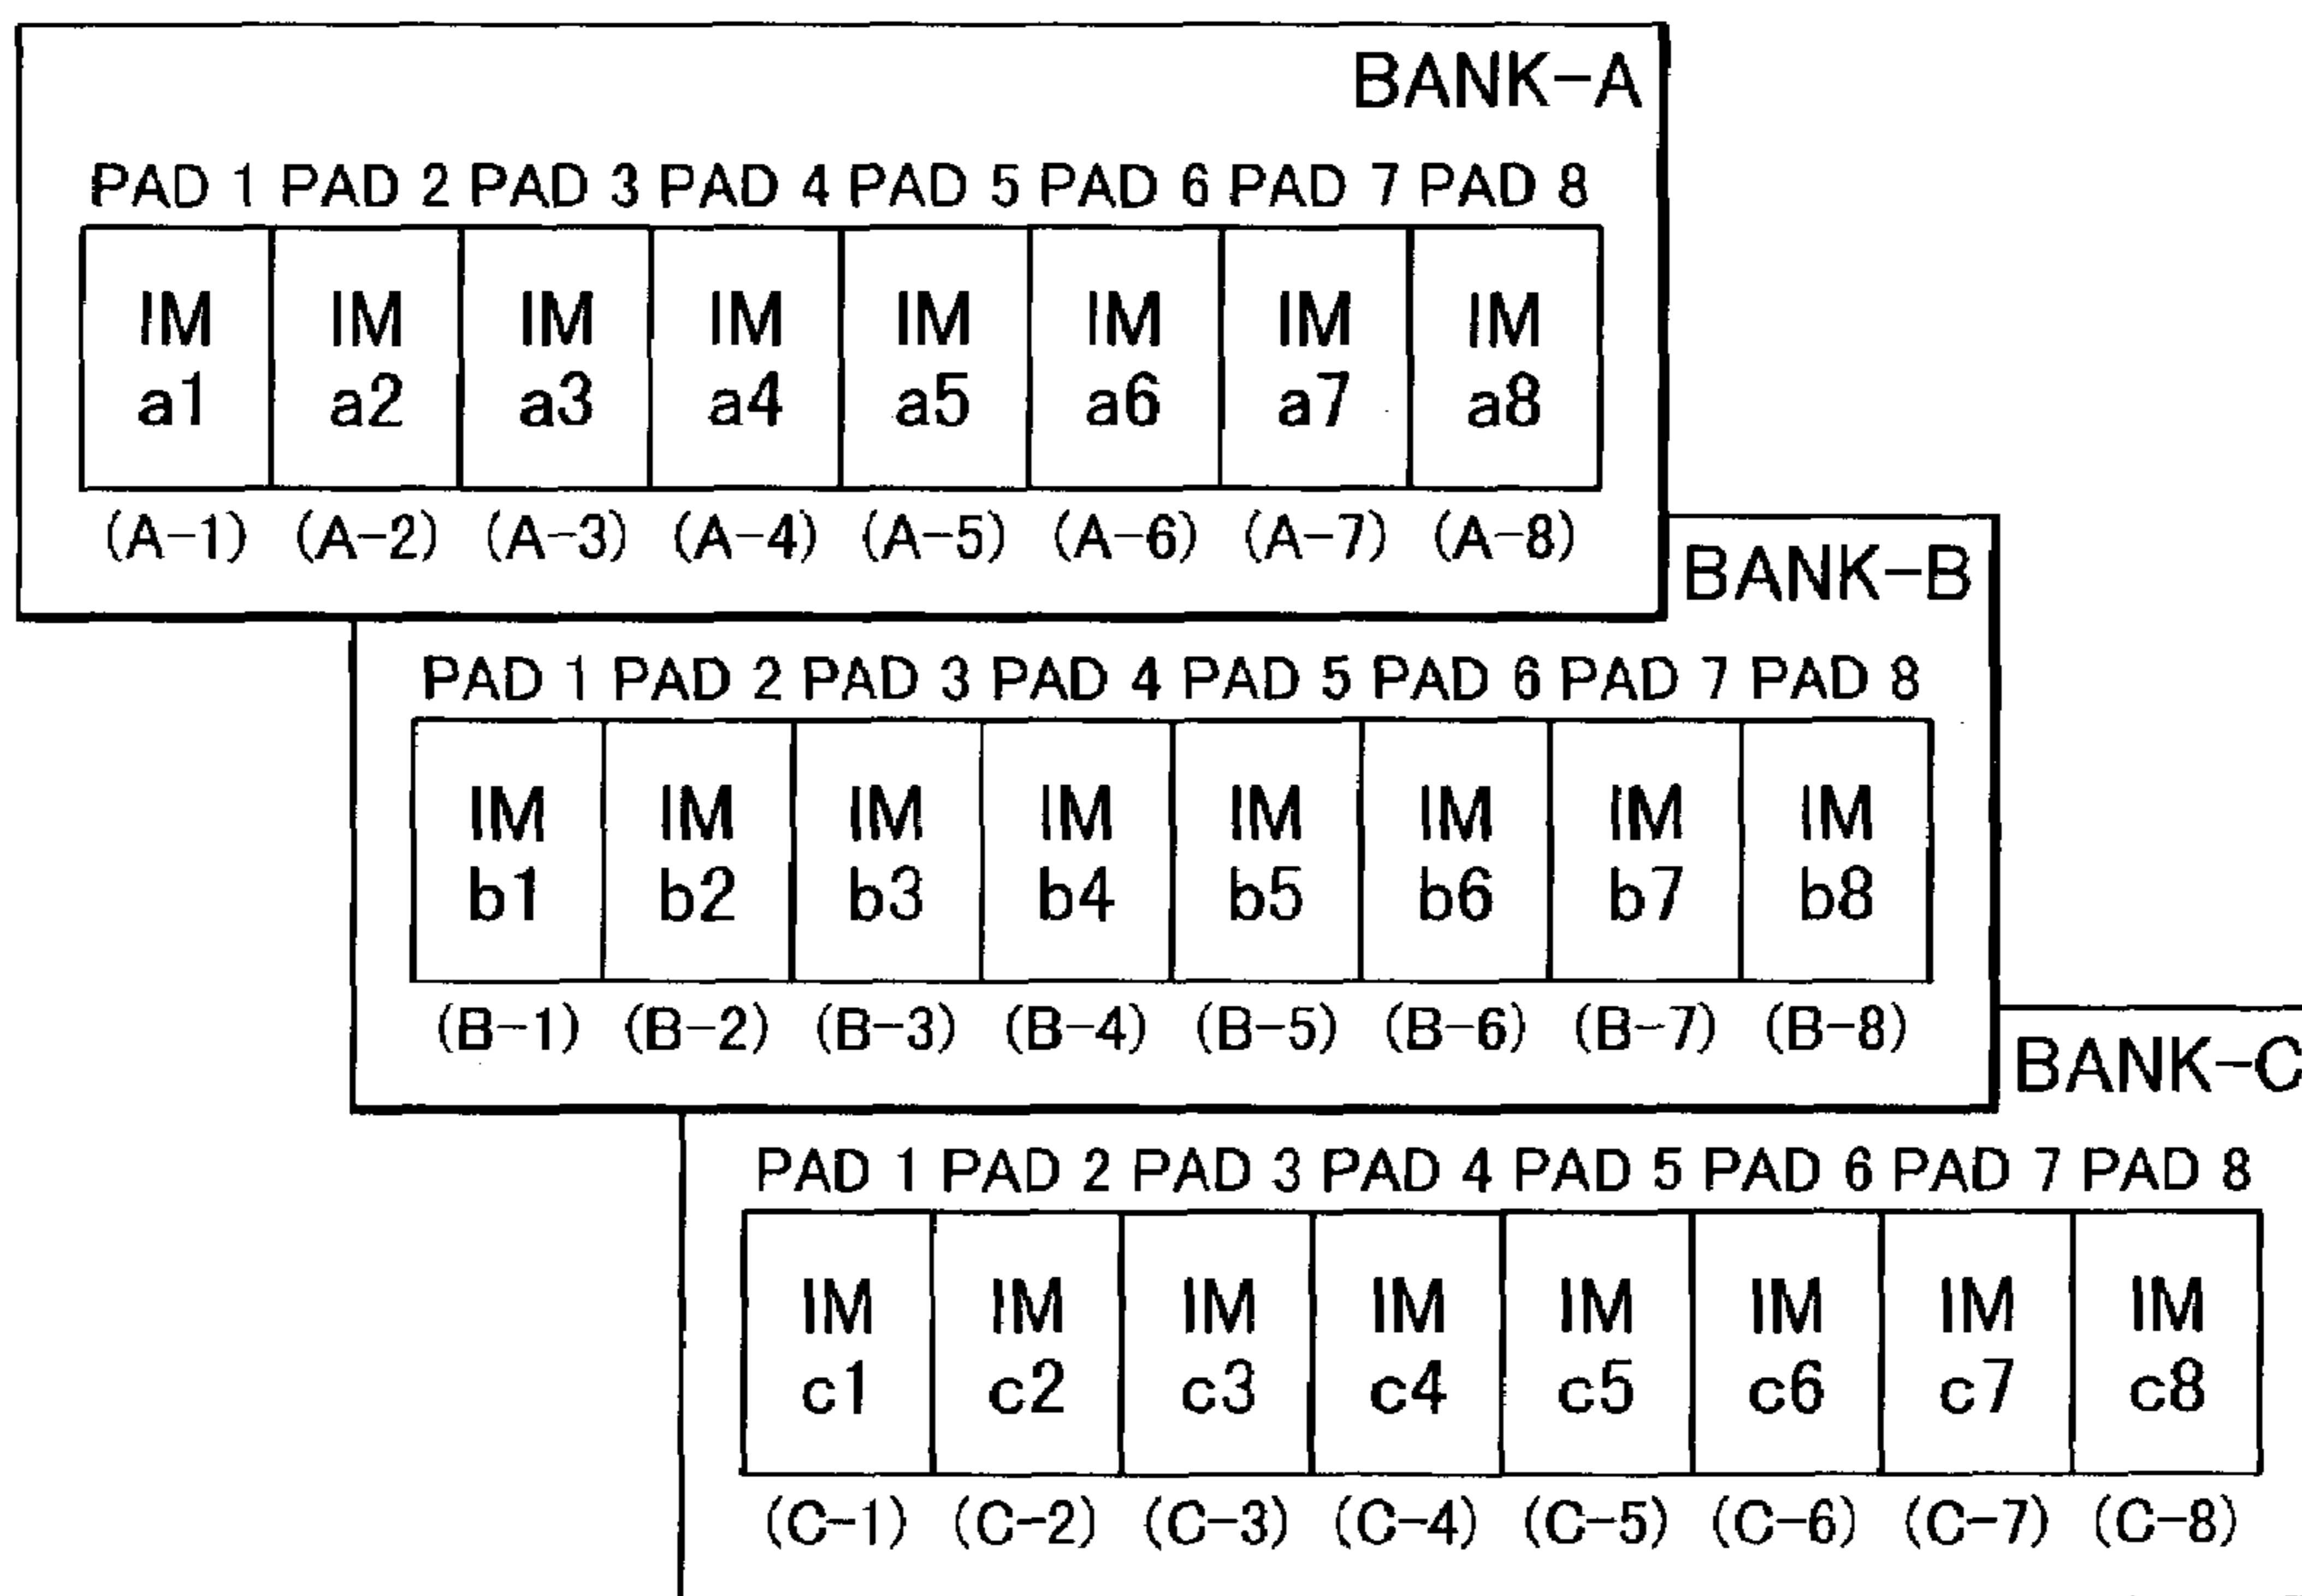 BANK-A
PAD 1 PAD 2 PAD 3 PAD 4 PAD 5 PAD 6 PAD 7 PAD 8
IM IM IM IM IM IM IM IM
a1 a2 a3 a4 a5 a6 a7 a8
(A-1) (A-2) (A-3) (A-4) (A-5) (A-6) (A-7) (A-8)
BANK-B
PAD 1 PAD 2 PAD 3 PAD 4 PAD 5 PAD 6 PAD 7 PAD 8
IM IM IM IM IM IM IM IM
b1 b2 b3 b4 b5 b6 b7 b8
(B-1) (B-2) (B-3) (B-4) (B-5) (B-6) (B-7) (B-8)
BANK-C
PAD 1 PAD 2 PAD 3 PAD 4 PAD 5 PAD 6 PAD 7 PAD 8
IM IM IM IM IM IM IM IM
c1 c2 c3 c4 c5 c6 c7 c8
(C-1) (C-2) (C-3) (C-4) (C-5) (C-6) (C-7) (C-8)